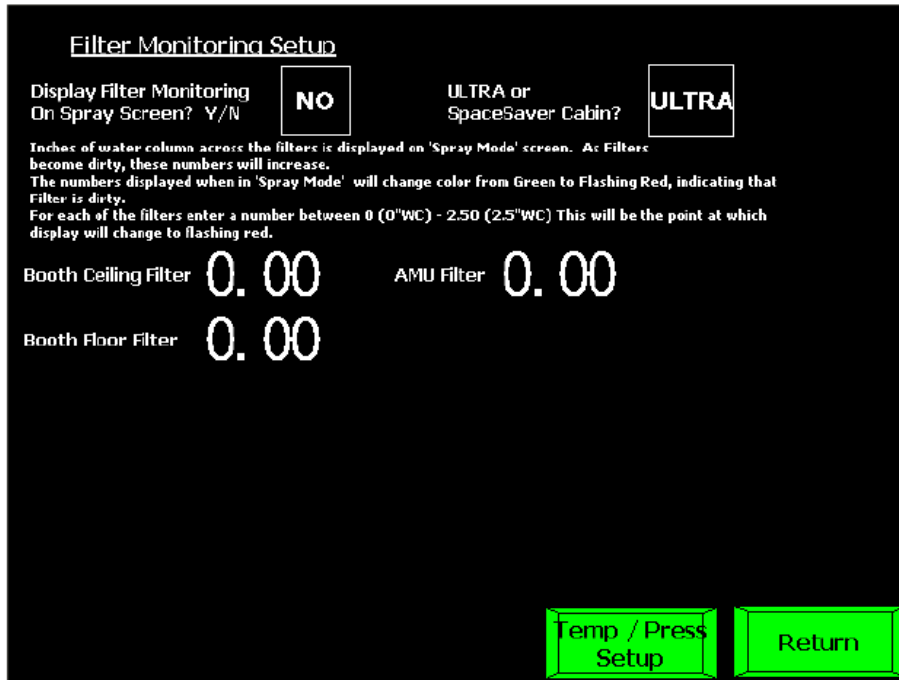 Filter Monitoring Setup
Display Filter Monitoring
On Spray Screen? Y/N
NO
ULTRA or
SpaceSaver Cabin?
ULTRA
Inches of water column across the filters is displayed on 'Spray Mode' screen. As Filters
become dirty, these numbers will increase.
The numbers displayed when in 'Spray Mode' will change color from Green to Flashing Red, indicating that
Filter is dirty.
For each of the filters enter a number between 0 (0"WC) - 2.50 (2.5"WC) This will be the point at which
display will change to flashing red.
Booth Ceiling Filter 0.00 AMU Filter 0.00
Booth Floor Filter 0.00
Temp / Press
Setup
Return